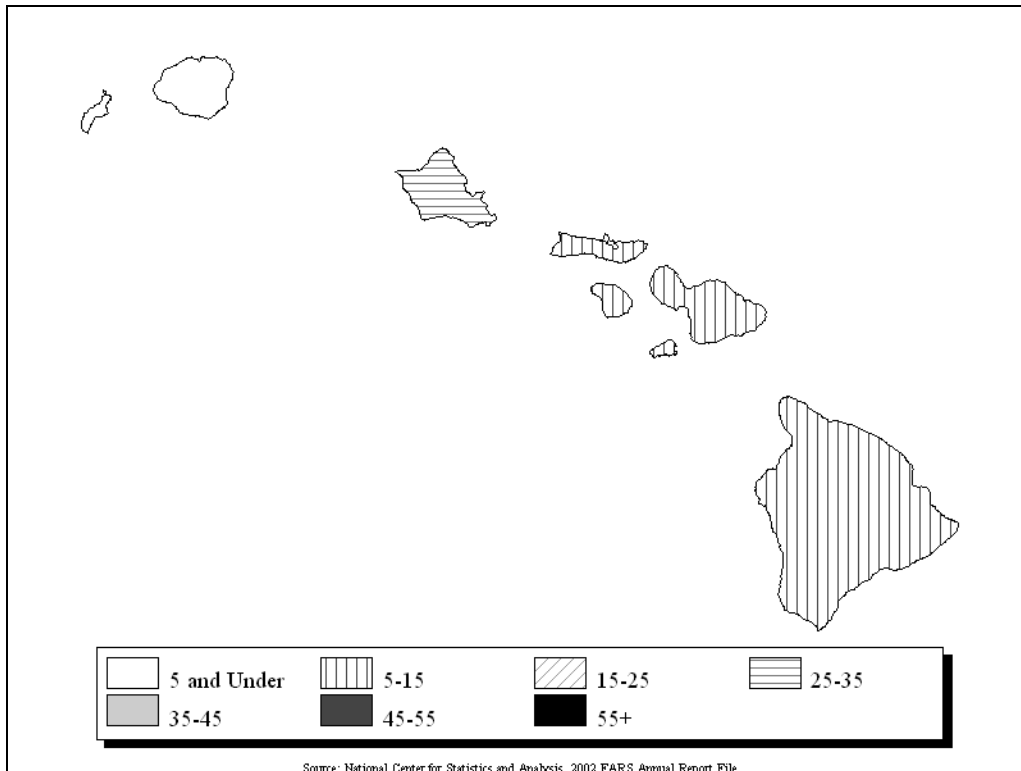 5 and Under 5-15 15-25 25-35
35-45 45-55 55+
Source: National Center for Statistics and Analysis, 2002 FARS Annual Report File